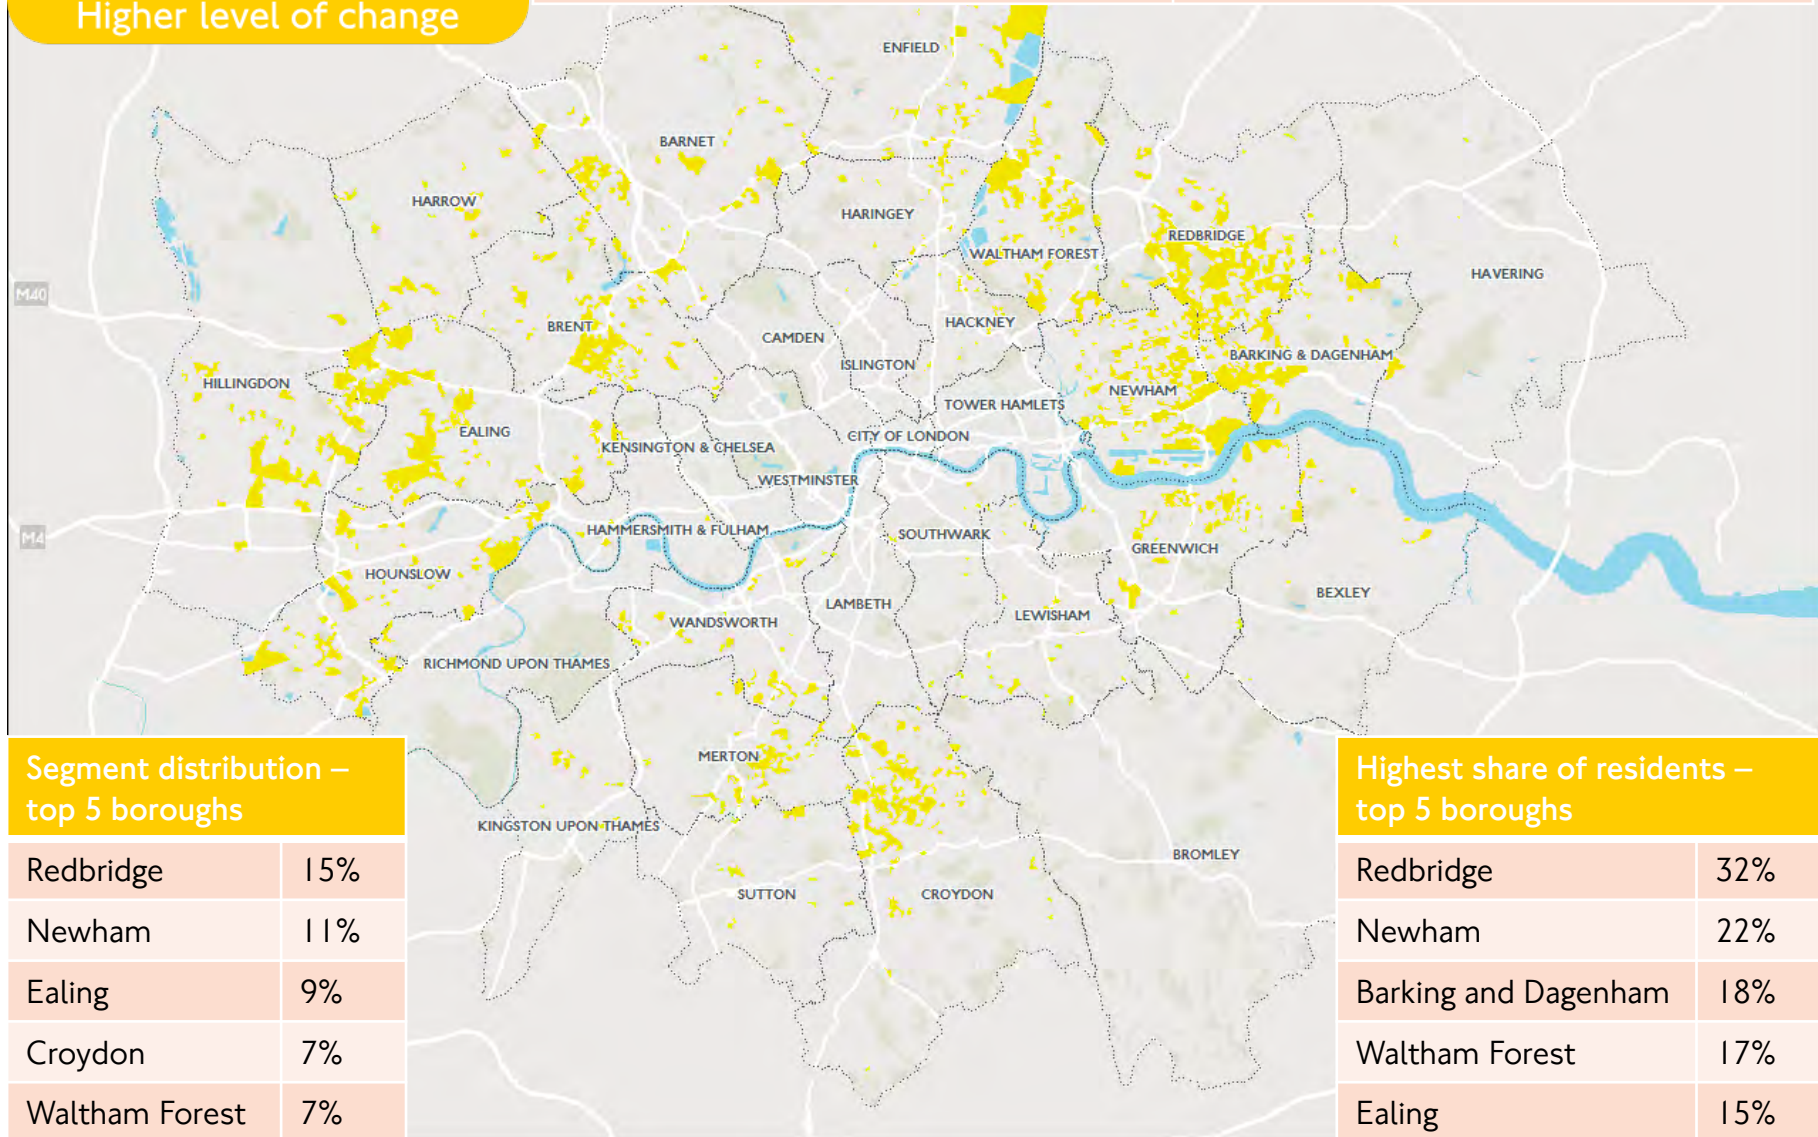 Higher level of change
ENFIELD
BARNET
HARROW
HARINGEY
REDBRIDGE
WALTHAM FOREST
HAVERING
M40
BRENT
HACKNEY
CAMDEN
ISLINGTON
BARKING & DAGENHAM
HILLINGDON
NEWHAM
TOWER HAMLETS
EALING
CITY OF LONDON
KENSINGTON & CHELSEA
WESTMINSTER
M4
HAMMERSMITH & FULHAM
SOUTHWARK
GREENWICH
HOUNSLOW
BEXLEY
LAMBETH
LEWISHAM
WANDSWORTH
RICHMOND UPON THAMES
MERTON
KINGSTON UPON THAMES
BROMLEY
SUTTON
CROYDON
Segment distribution –
top 5 boroughs
Redbridge 15%
Newham 11%
Ealing 9%
Croydon 7%
Waltham Forest 7%
Highest share of residents –
top 5 boroughs
Redbridge 32%
Newham 22%
Barking and Dagenham 18%
Waltham Forest 17%
Ealing 15%